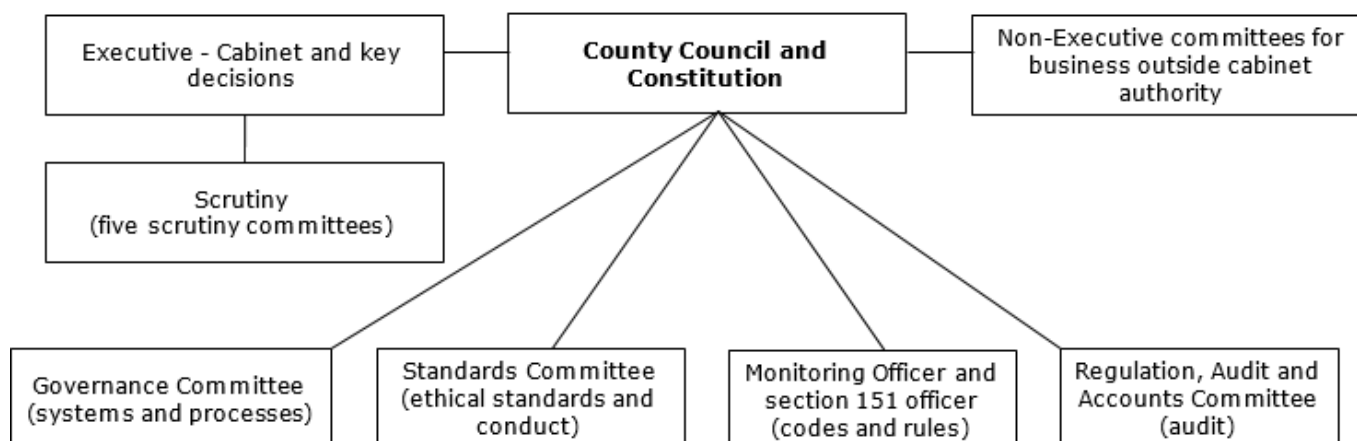 Executive - Cabinet and key
decisions
County Council and
Constitution
Non-Executive committees for
business outside cabinet
authority
Scrutiny
(five scrutiny committees)
Governance Committee
(systems and processes)
Standards Committee
(ethical standards and
conduct)
Monitoring Officer and
section 151 officer
(codes and rules)
Regulation, Audit and
Accounts Committee
(audit)